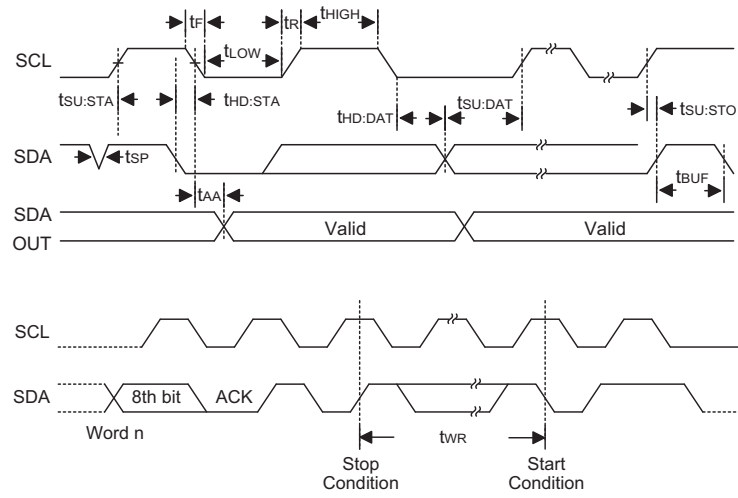 tF tR tHIGH
SCL tLOW
tSU:STA tHD:STA tHD:DAT tSU:DAT tSU:STO
SDA tSP tBUF
tAA
SDA
OUT Valid Valid
SCL
SDA 8th bit ACK
Word n tWR
Stop Start
Condition Condition